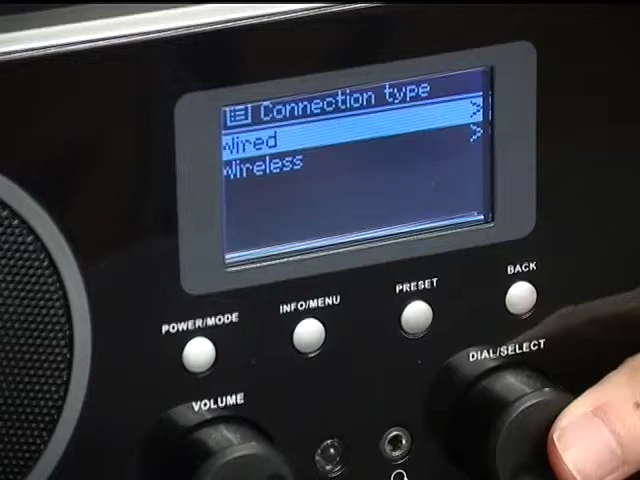 Connection type
Wired >
Wireless >
POWER/MODE
INFO/MENU
PRESET
BACK
VOLUME
DIAL/SELECT